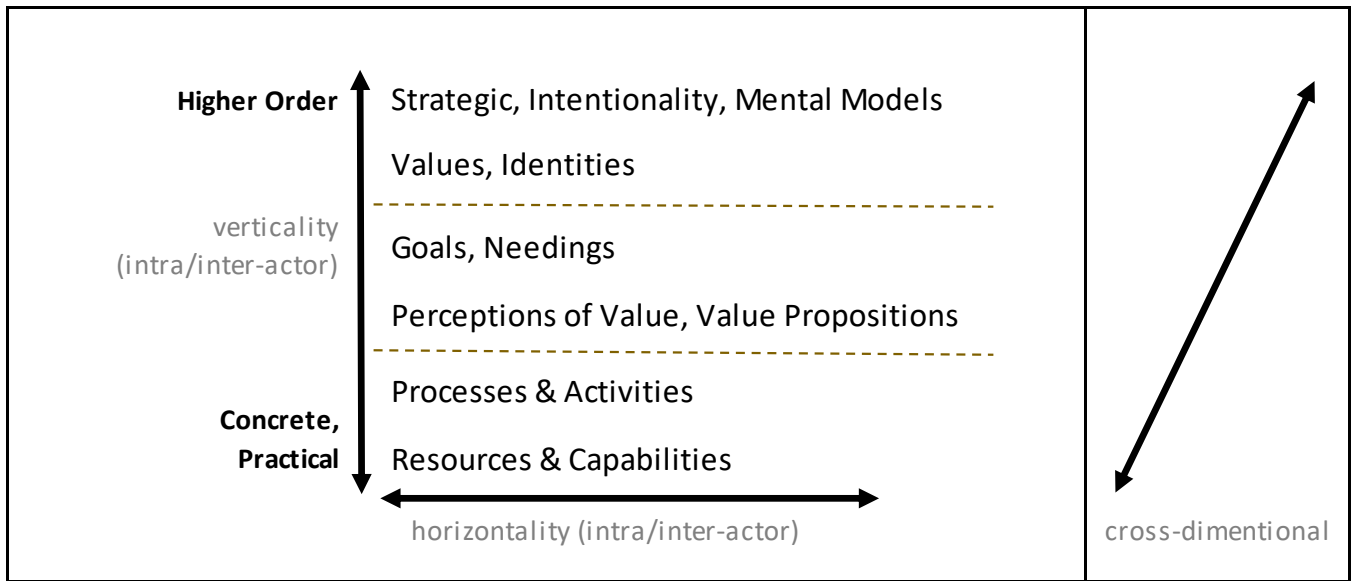 Higher Order
Strategic, Intentionality, Mental Models
Values, Identities
verticality
(intra/inter-actor)
Goals, Needings
Perceptions of Value, Value Propositions
Processes & Activities
Concrete,
Practical
Resources & Capabilities
horizontality (intra/inter-actor)
cross-dimentional